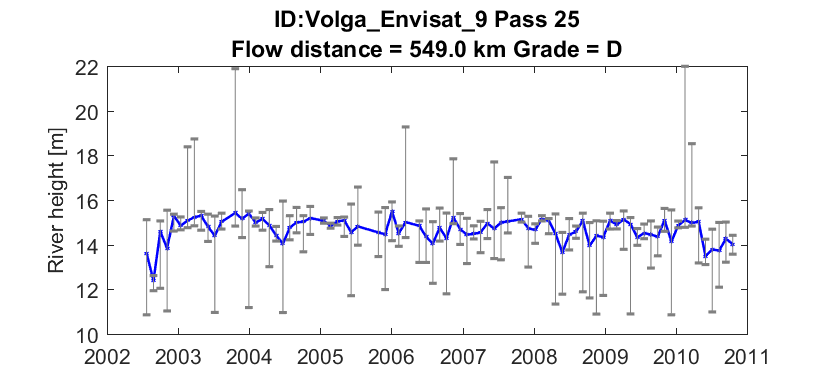 ID:Volga_Envisat_9 Pass 25
Flow distance = 549.0 km Grade = D
River height [m]
22
20
18
16
14
12
10
2002 2003 2004 2005 2006 2007 2008 2009 2010 2011